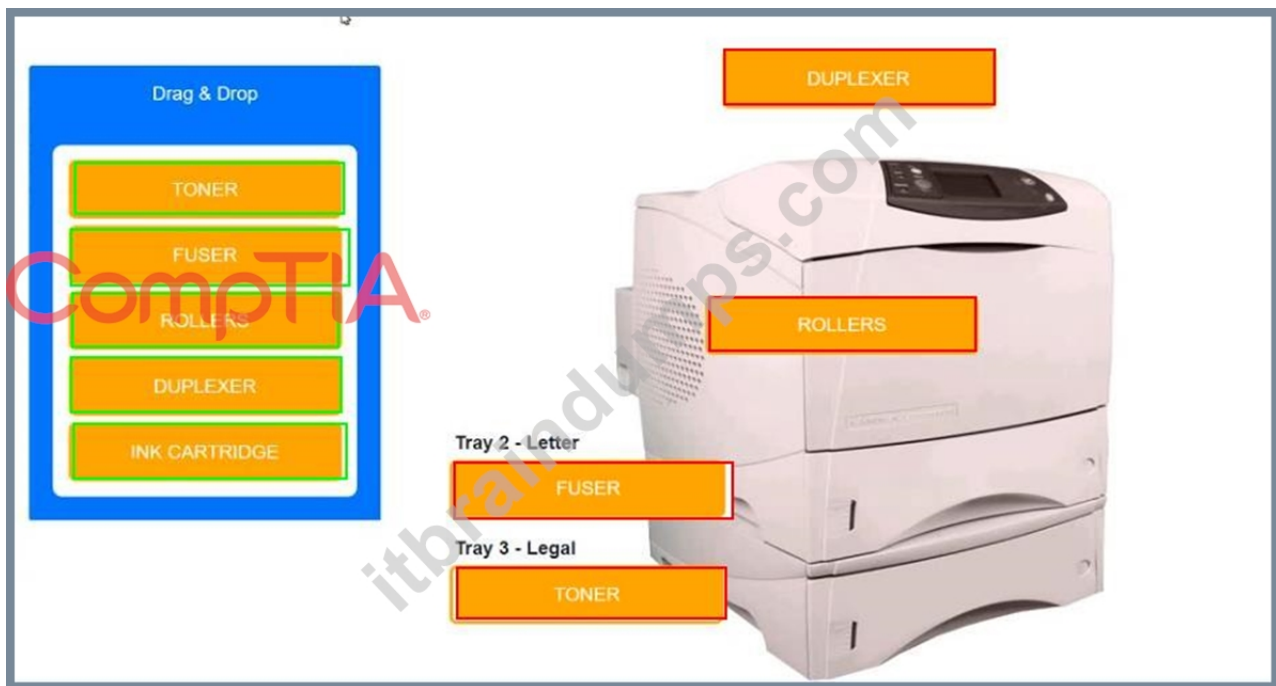 Drag & Drop
TONER
FUSER
ROLLERS
DUPLEXER
INK CARTRIDGE
CompTIA®
DUPLEXER
ROLLERS
Tray 2 - Letter
FUSER
Tray 3 - Legal
TONER
itbraindumps.com